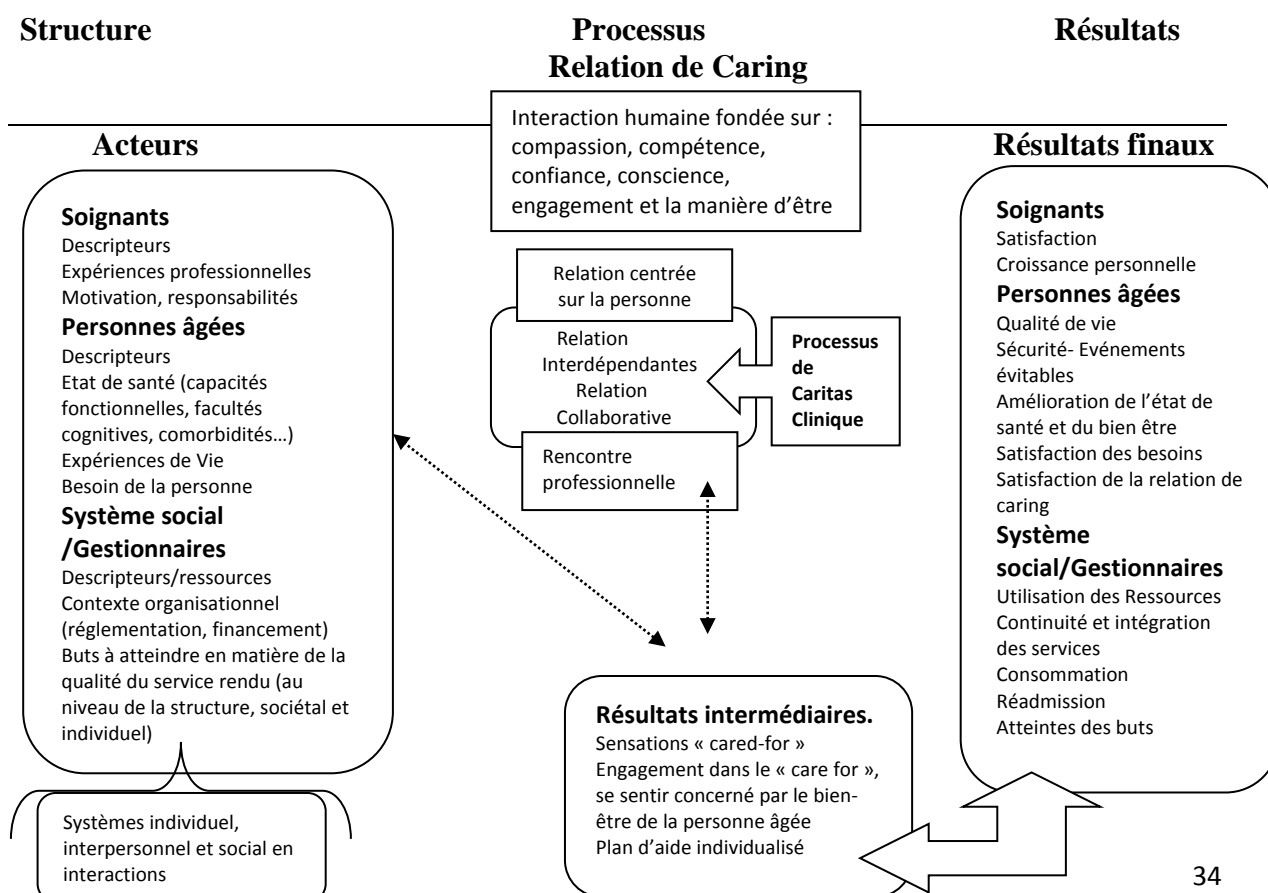 Structure
Processus
Relation de Caring
Résultats
Interaction humaine fondée sur :
compassion, compétence,
confiance, conscience,
engagement et la manière d'être
Acteurs
Soignants
Descripteurs
Expériences professionnelles
Motivation, responsabilités
Personnes âgées
Descripteurs
Etat de santé (capacités
fonctionnelles, facultés
cognitives, comorbidités…)
Expériences de Vie
Besoin de la personne
Système social
/Gestionnaires
Descripteurs/ressources
Contexte organisationnel
(réglementation, financement)
Buts à atteindre en matière de la
qualité du service rendu (au
niveau de la structure, sociétal et
individuel)
Systèmes individuel,
interpersonnel et social en
interactions
Relation centrée
sur la personne
Relation
Interdépendantes
Relation
Collaborative
Rencontre
professionnelle
Processus
de
Caritas
Clinique
Résultats intermédiaires.
Sensations « cared-for »
Engagement dans le « care for »,
se sentir concerné par le bien-
être de la personne âgée
Plan d'aide individualisé
Résultats finaux
Soignants
Satisfaction
Croissance personnelle
Personnes âgées
Qualité de vie
Sécurité- Evénements
évitables
Amélioration de l'état de
santé et du bien être
Satisfaction des besoins
Satisfaction de la relation de
caring
Système
social/Gestionnaires
Utilisation des Ressources
Continuité et intégration
des services
Consommation
Réadmission
Atteintes des buts
34